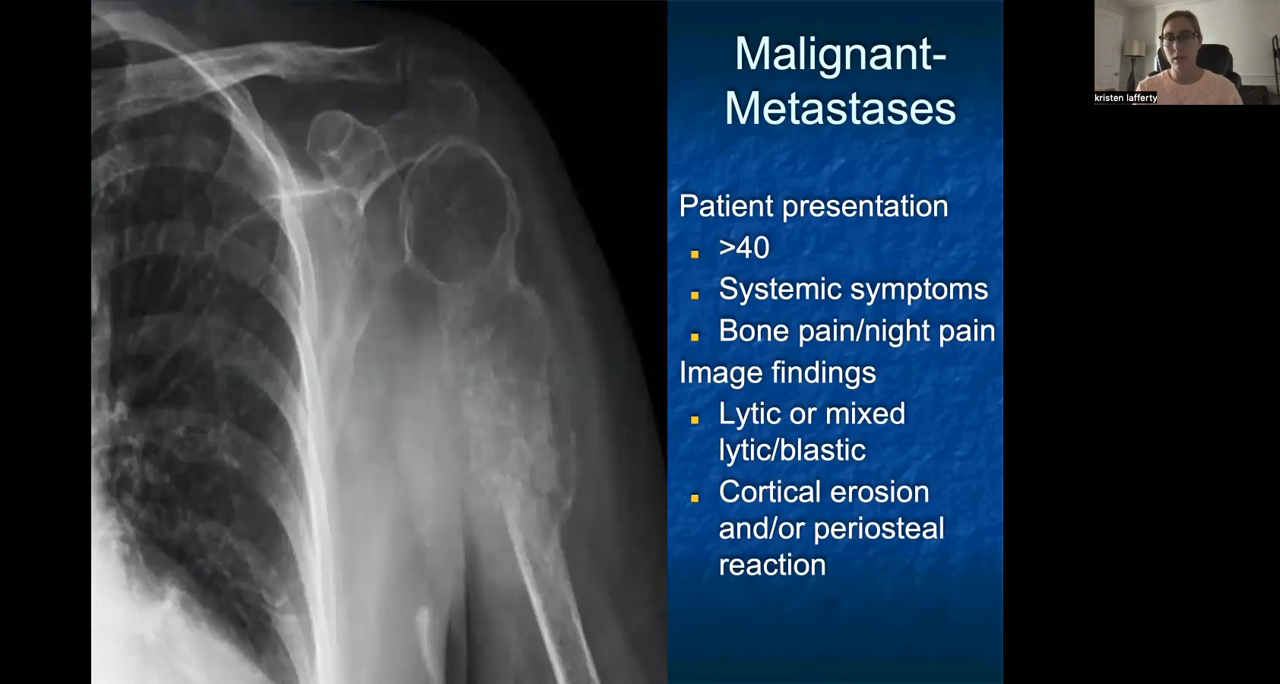 Malignant-
Metastases
Patient presentation
>40
Systemic symptoms
Bone pain/night pain
Image findings
Lytic or mixed
lytic/blastic
Cortical erosion
and/or periosteal
reaction
kristen lafferty